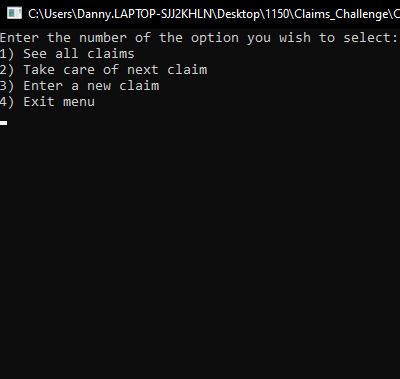 C:\Users\Danny.LAPTOP-SJJ2KHLN\Desktop\1150\Claims_Challenge\C
Enter the number of the option you wish to select:
1) See all claims
2) Take care of next claim
3) Enter a new claim
4) Exit menu